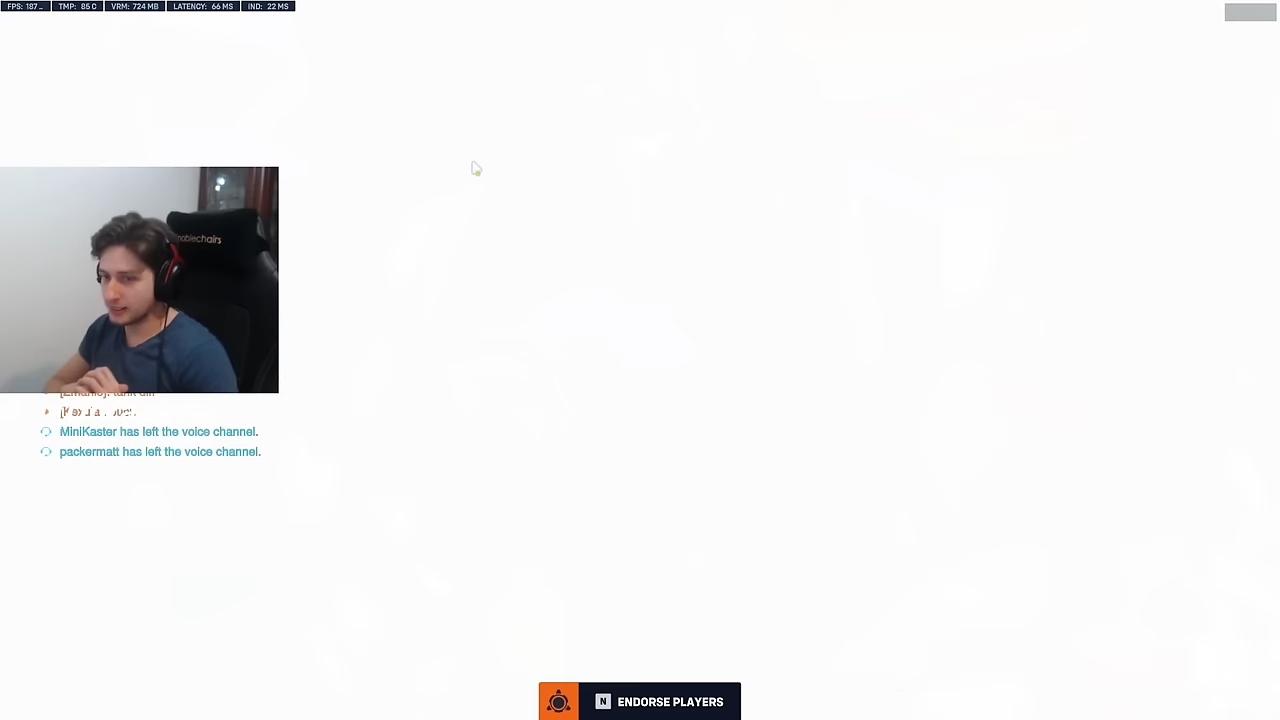 FPS: 187 TMP: 85 C VRM: 724 MB LATENCY: 66 MS IND: 22 MS
noblechairs
MiniKaster has left the voice channel.
packermatt has left the voice channel.
N ENDORSE PLAYERS